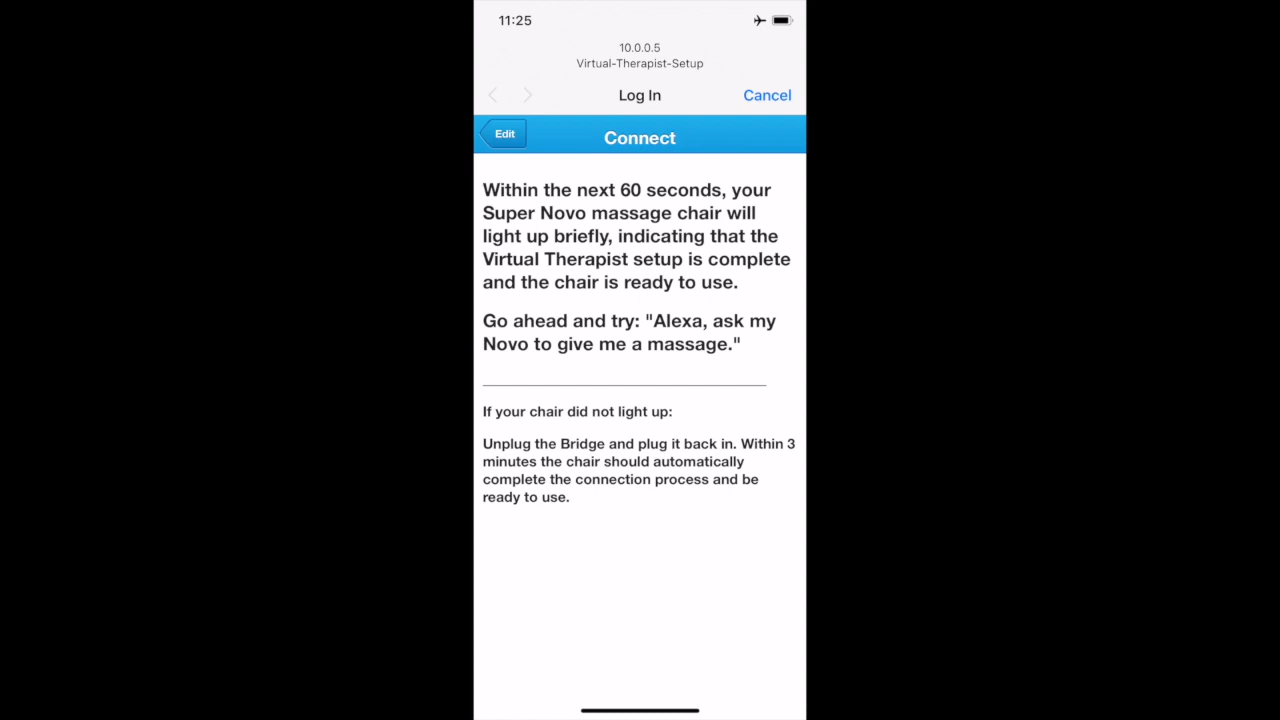 11:25
10.0.0.5
Virtual-Therapist-Setup
Log In
Cancel
Edit
Connect
Within the next 60 seconds, your
Super Novo massage chair will
light up briefly, indicating that the
Virtual Therapist setup is complete
and the chair is ready to use.
Go ahead and try: "Alexa, ask my
Novo to give me a massage."
If your chair did not light up:
Unplug the Bridge and plug it back in. Within 3
minutes the chair should automatically
complete the connection process and be
ready to use.